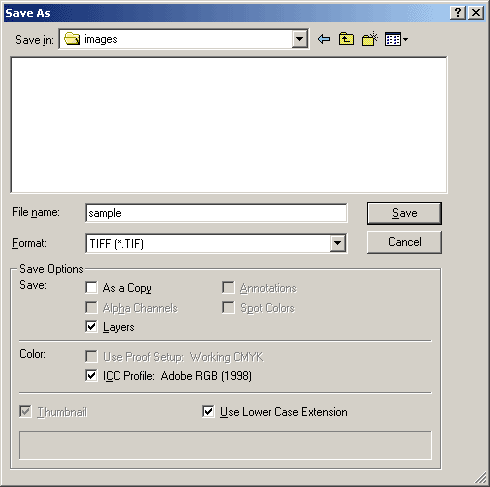 Save As
Save in: images
File name: sample
Save
Format: TIFF (*.TIF)
Cancel
Save Options
Save: As a Copy Annotations
Alpha Channels Spot Colors
Layers
Color: Use Proof Setup: Working CMYK
ICC Profile: Adobe RGB (1998)
Thumbnail Use Lower Case Extension